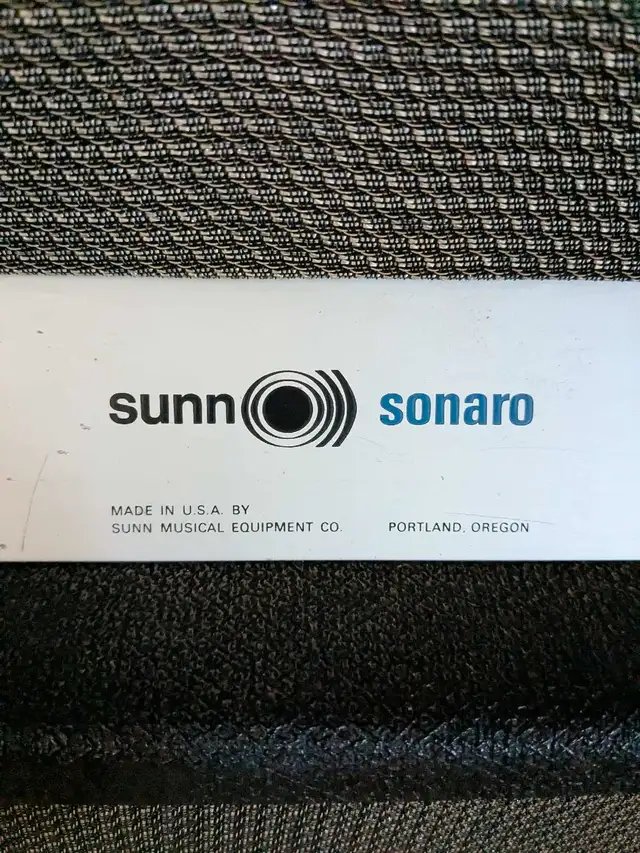 sunn sonaro
MADE IN U.S.A. BY
SUNN MUSICAL EQUIPMENT CO. PORTLAND, OREGON